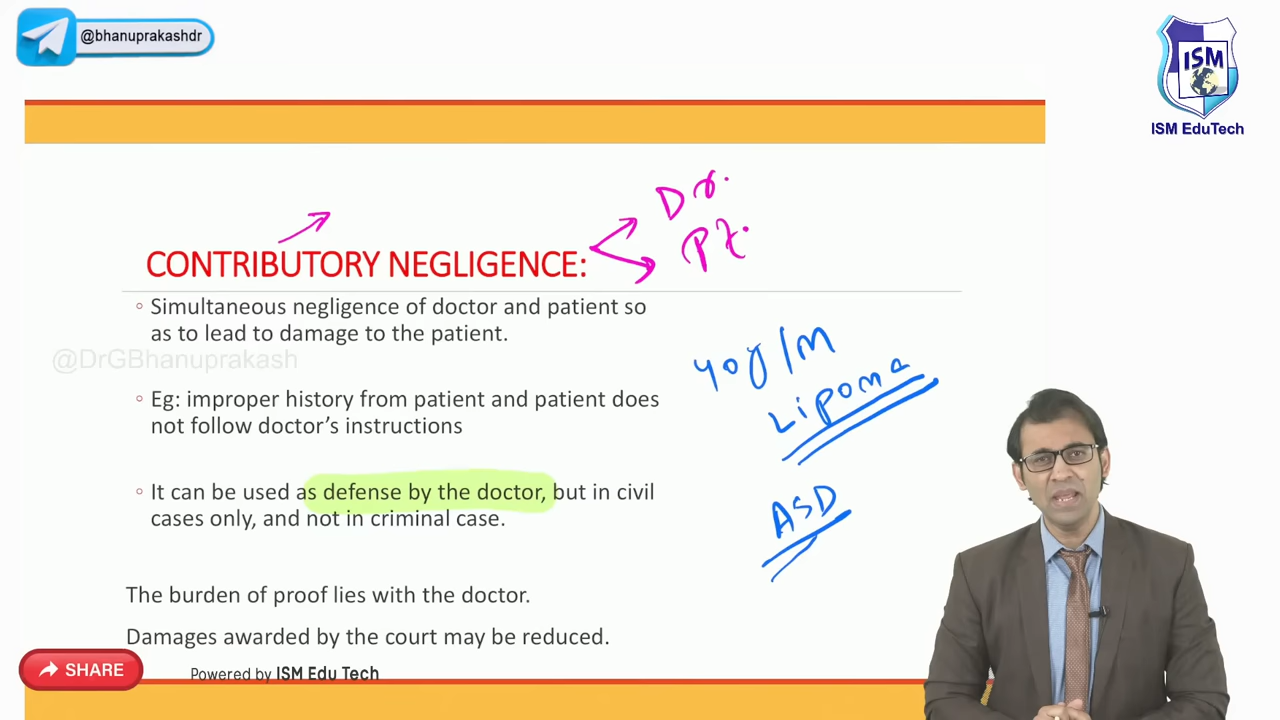 @bhanuprakashdr
ISM
ISM EduTech
Dr.
Pt.
CONTRIBUTORY NEGLIGENCE:
Simultaneous negligence of doctor and patient so
as to lead to damage to the patient.
@DrGBhanuprakash
40y/M
Lipoma
Eg: improper history from patient and patient does
not follow doctor's instructions
It can be used as defense by the doctor, but in civil
cases only, and not in criminal case.
ASD
The burden of proof lies with the doctor.
Damages awarded by the court may be reduced.
SHARE
Powered by ISM Edu Tech